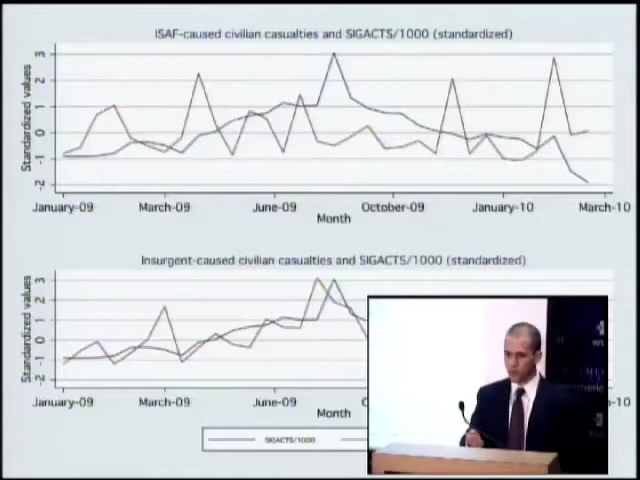 ISAF-caused civilian casualties and SIGACTS/1000 (standardized)
Standardized values
3
2
1
0
-1
-2
January-09 March-09 June-09 October-09 January-10 March-10
Month
Insurgent-caused civilian casualties and SIGACTS/1000 (standardized)
Standardized values
3
2
1
0
-1
-2
January-09 March-09 June-09
-10
Month
SIGACTS/1000